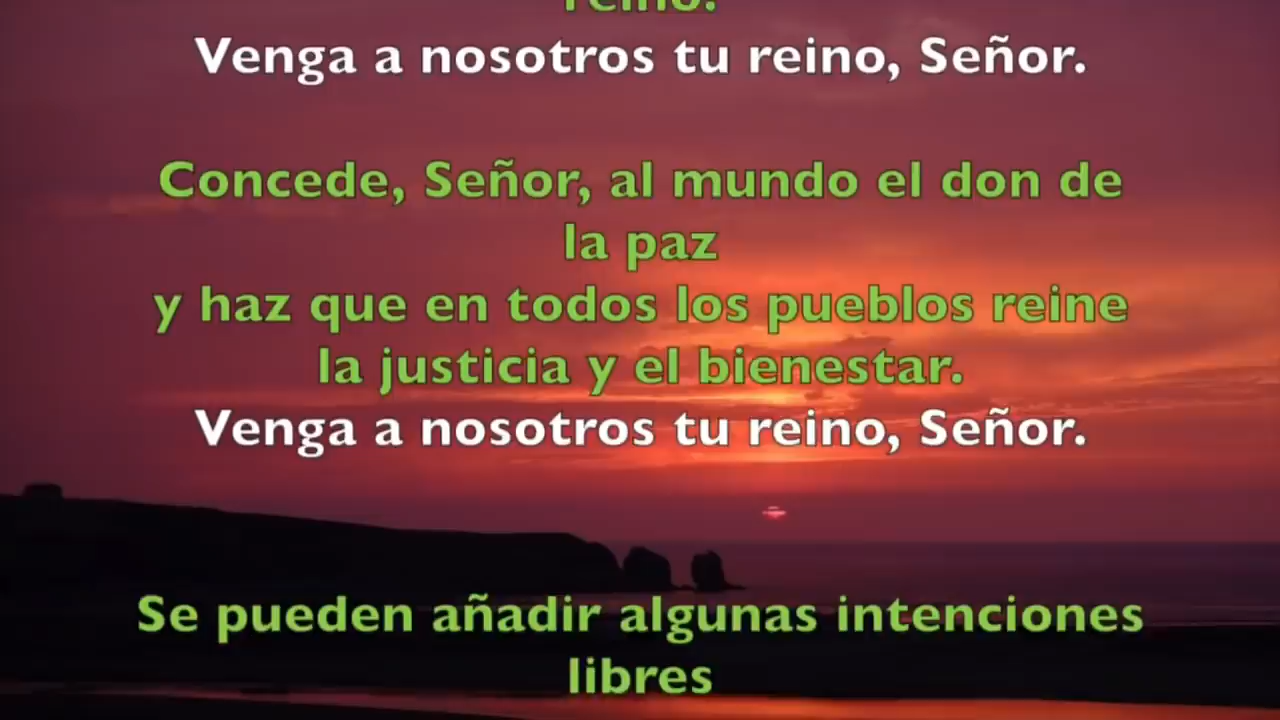 reino.
Venga a nosotros tu reino, Señor.
Concede, Señor, al mundo el don de
la paz
y haz que en todos los pueblos reine
la justicia y el bienestar.
Venga a nosotros tu reino, Señor.
Se pueden añadir algunas intenciones
libres